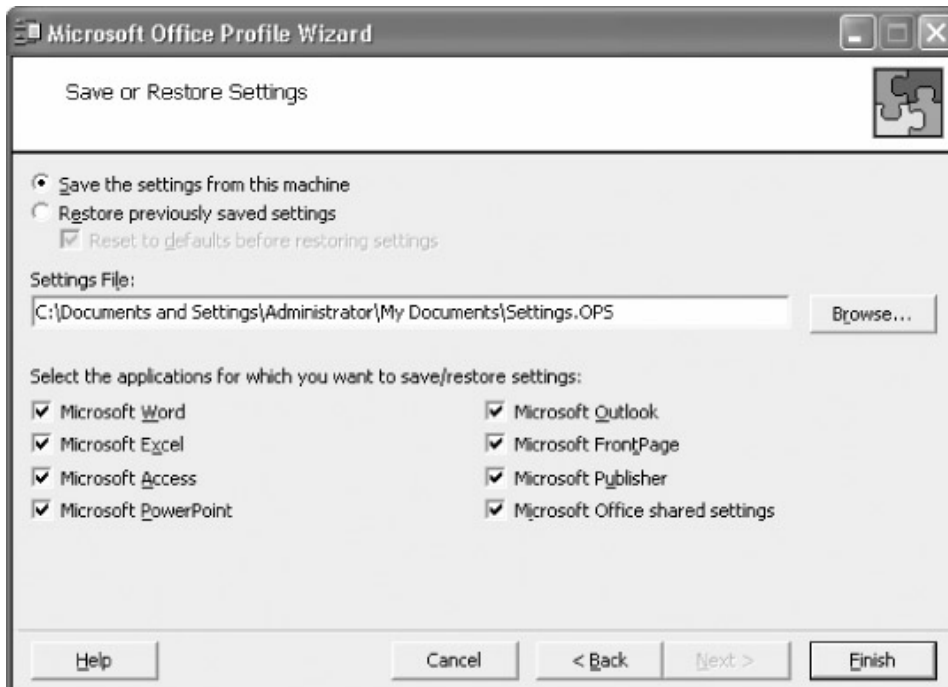 Microsoft Office Profile Wizard
Save or Restore Settings
Save the settings from this machine
Restore previously saved settings
Reset to defaults before restoring settings
Settings File:
C:\Documents and Settings\Administrator\My Documents\Settings.OPS
Browse...
Select the applications for which you want to save/restore settings:
Microsoft Word
Microsoft Outlook
Microsoft Excel
Microsoft FrontPage
Microsoft Access
Microsoft Publisher
Microsoft PowerPoint
Microsoft Office shared settings
Help
Cancel
< Back
Next >
Finish